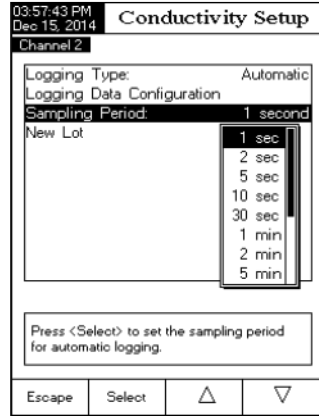 03:57:43 PM
Dec 15, 2014
Conductivity Setup
Channel 2
Logging Type: Automatic
Logging Data Configuration
Sampling Period: 1 second
New Lot
1 sec
2 sec
5 sec
10 sec
30 sec
1 min
2 min
5 min
Press <Select> to set the sampling period
for automatic logging.
Escape Select